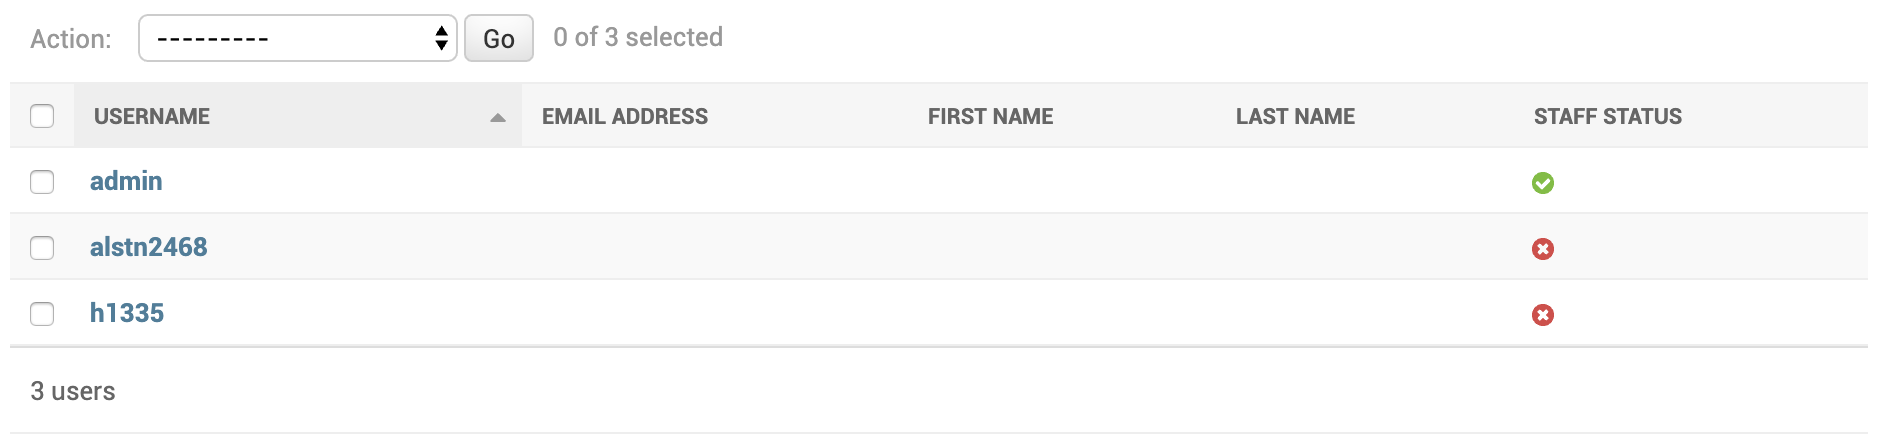 Action: --------- Go 0 of 3 selected
USERNAME EMAIL ADDRESS FIRST NAME LAST NAME STAFF STATUS
admin
alstn2468
h1335
3 users